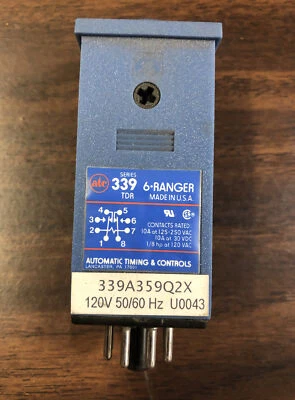 atc
SERIES
339
TDR
6-RANGER
MADE IN U.S.A.
4 5
3 6
2 7
1 8
CONTACTS RATED:
10A at 125-250 VAC
10A at 30 VDC
1/8 hp at 120 VAC
AUTOMATIC TIMING & CONTROLS
LANCASTER, PA 17601
339A359Q2X
120V 50/60 Hz U0043